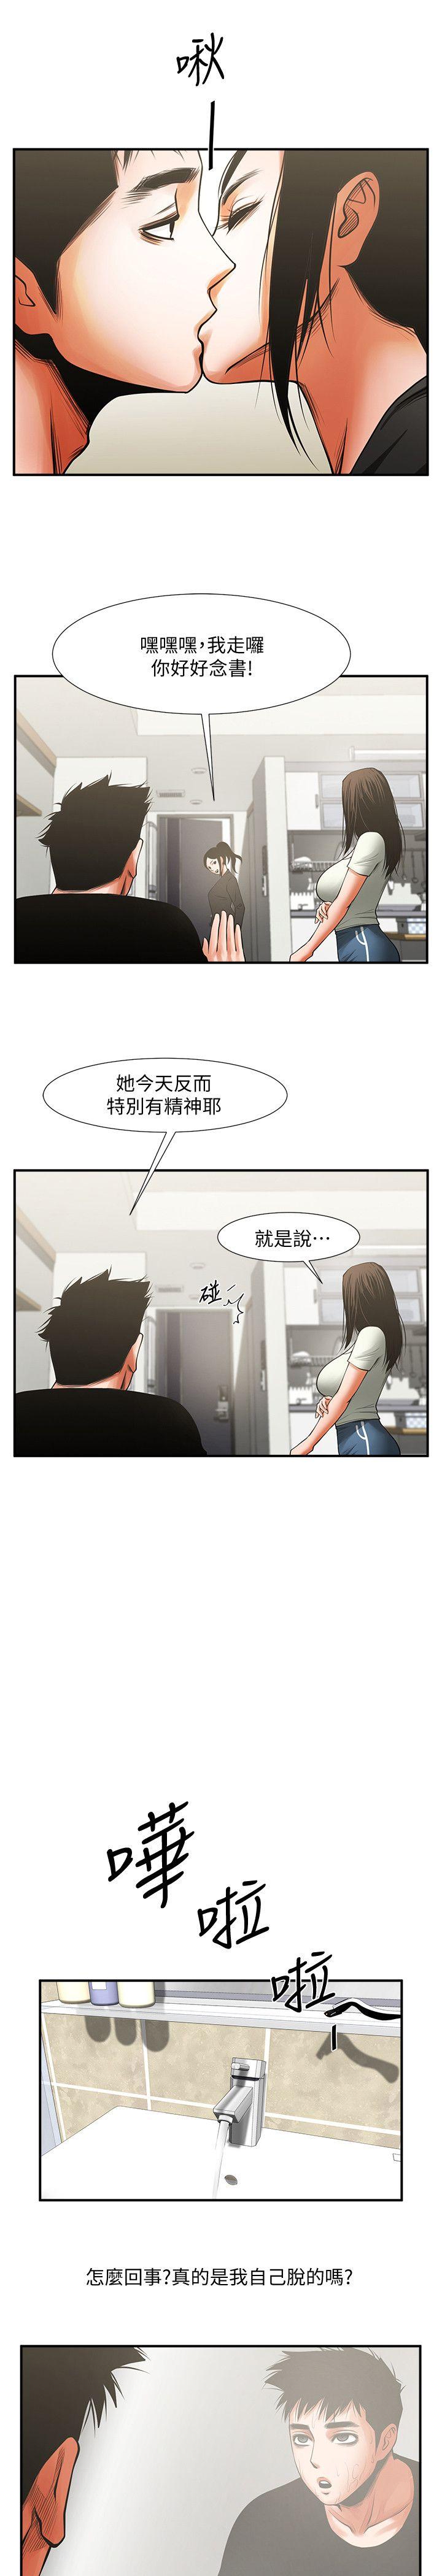 啾
嘿嘿嘿,我走囉
你好好念書!
她今天反而
特別有精神耶
就是說⋯
碰
嘩
啦
啦
怎麼回事?真的是我自己脫的嗎?